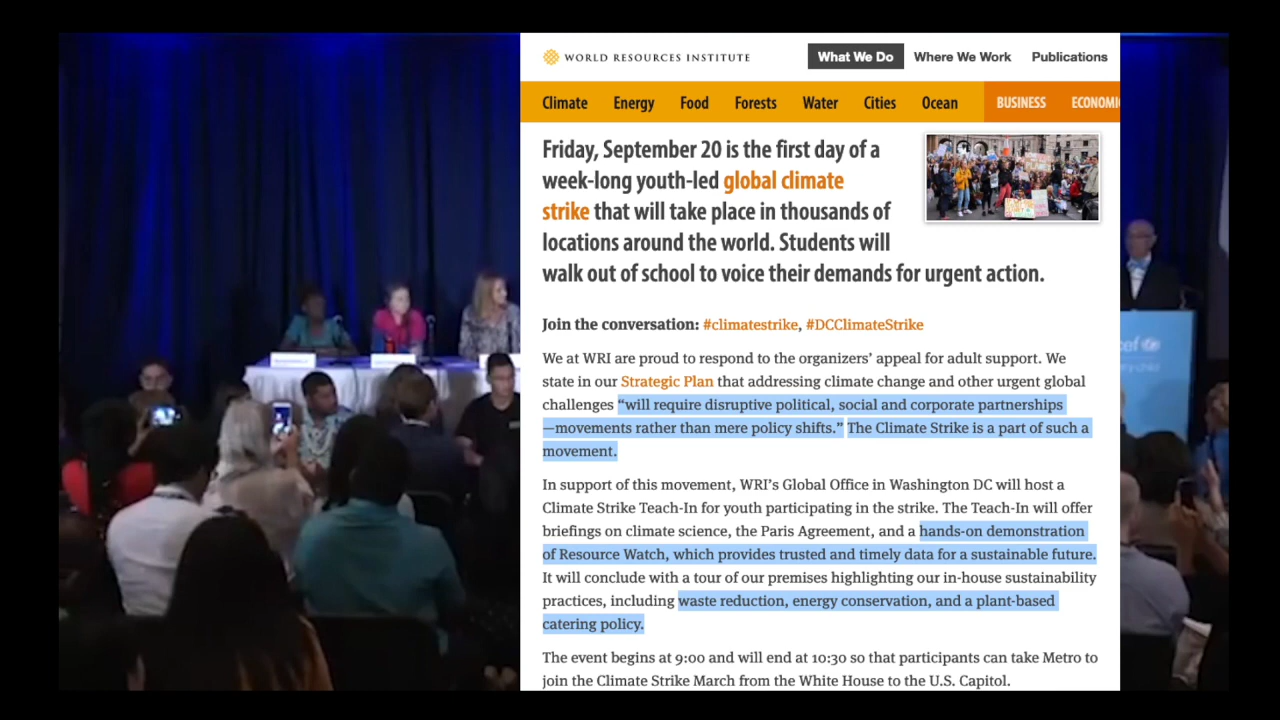 WORLD RESOURCES INSTITUTE
What We Do Where We Work Publications
Climate Energy Food Forests Water Cities Ocean BUSINESS ECONOMI
Friday, September 20 is the first day of a
week-long youth-led global climate
strike that will take place in thousands of
locations around the world. Students will
walk out of school to voice their demands for urgent action.
Join the conversation: #climatestrike, #DCClimateStrike
We at WRI are proud to respond to the organizers’ appeal for adult support. We
state in our Strategic Plan that addressing climate change and other urgent global
challenges “will require disruptive political, social and corporate partnerships
—movements rather than mere policy shifts.” The Climate Strike is a part of such a
movement.
In support of this movement, WRI’s Global Office in Washington DC will host a
Climate Strike Teach-In for youth participating in the strike. The Teach-In will offer
briefings on climate science, the Paris Agreement, and a hands-on demonstration
of Resource Watch, which provides trusted and timely data for a sustainable future.
It will conclude with a tour of our premises highlighting our in-house sustainability
practices, including waste reduction, energy conservation, and a plant-based
catering policy.
The event begins at 9:00 and will end at 10:30 so that participants can take Metro to
join the Climate Strike March from the White House to the U.S. Capitol.
cef